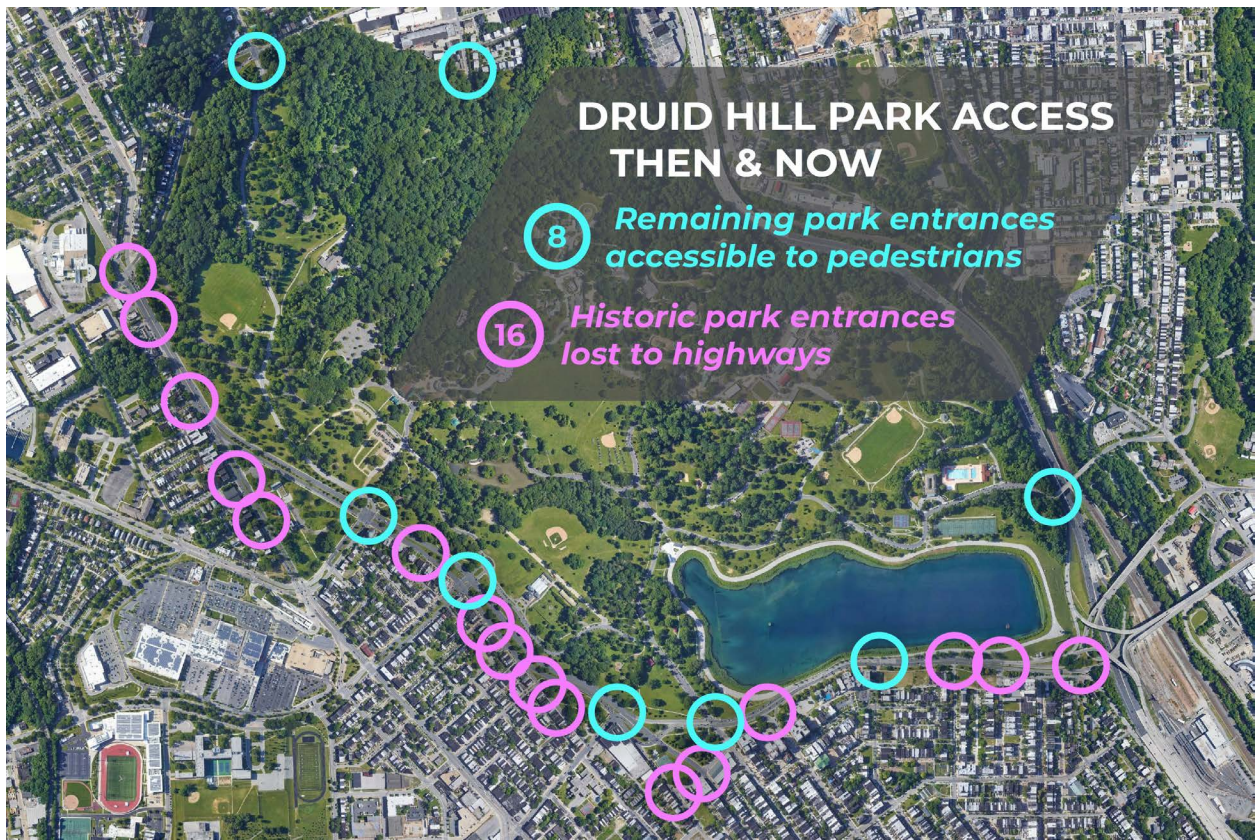 DRUID HILL PARK ACCESS
THEN & NOW
8
Remaining park entrances
accessible to pedestrians
16
Historic park entrances
lost to highways